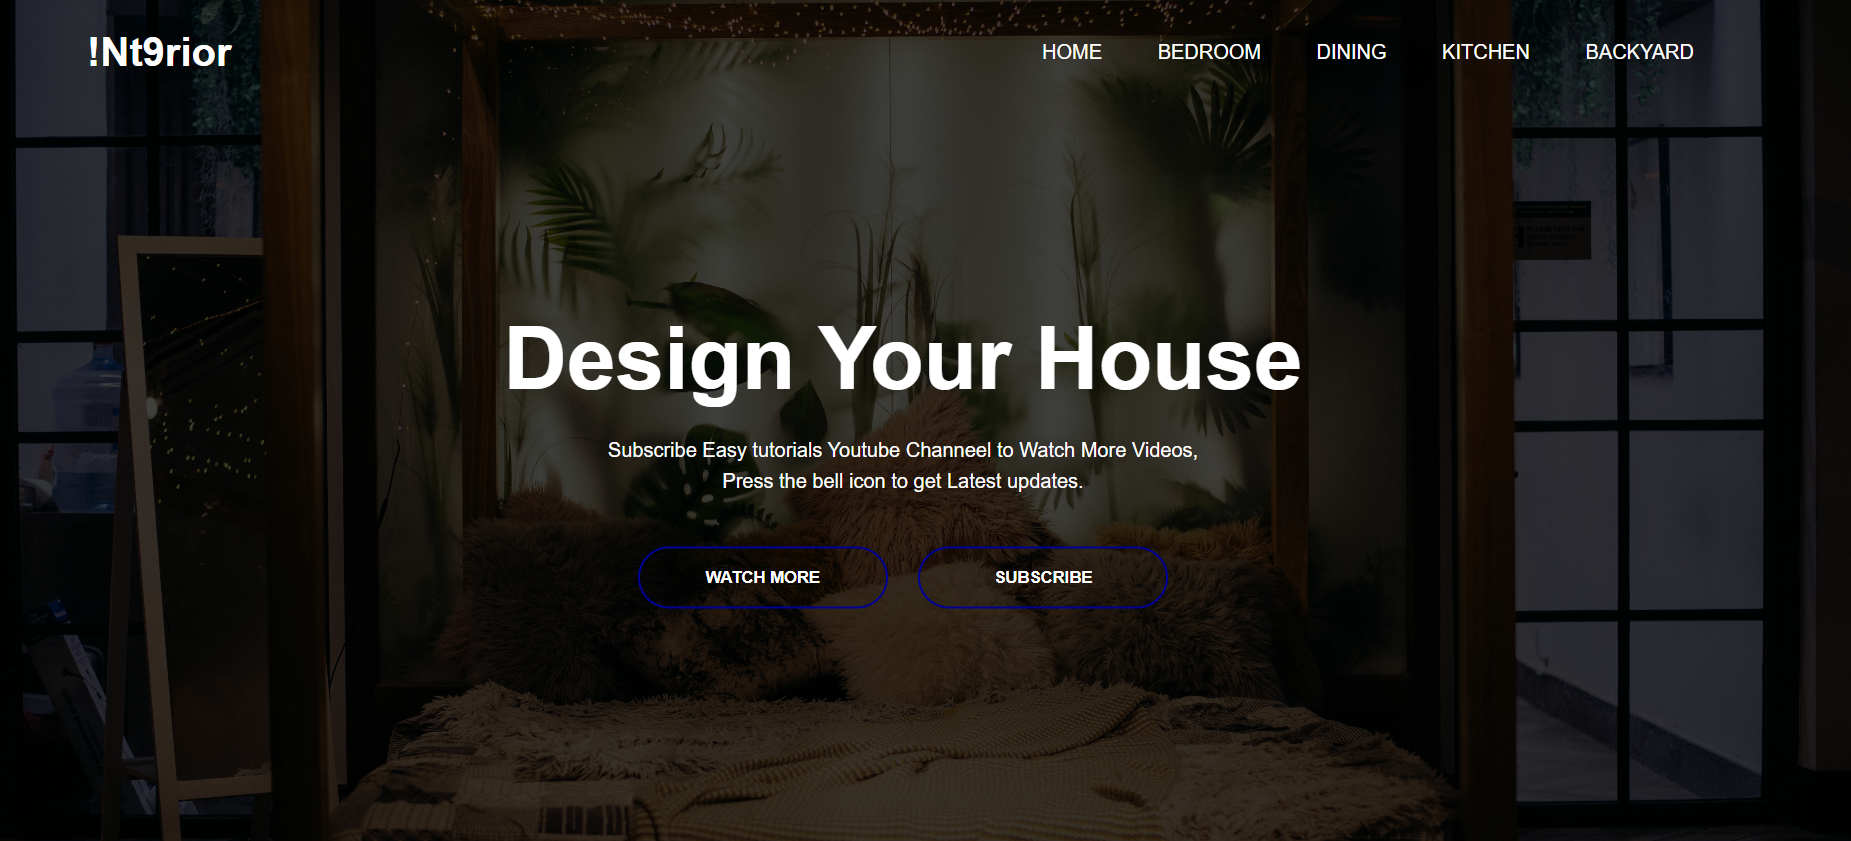 !Nt9rior
HOME BEDROOM DINING KITCHEN BACKYARD
Design Your House
Subscribe Easy tutorials Youtube Channeel to Watch More Videos,
Press the bell icon to get Latest updates.
WATCH MORE SUBSCRIBE